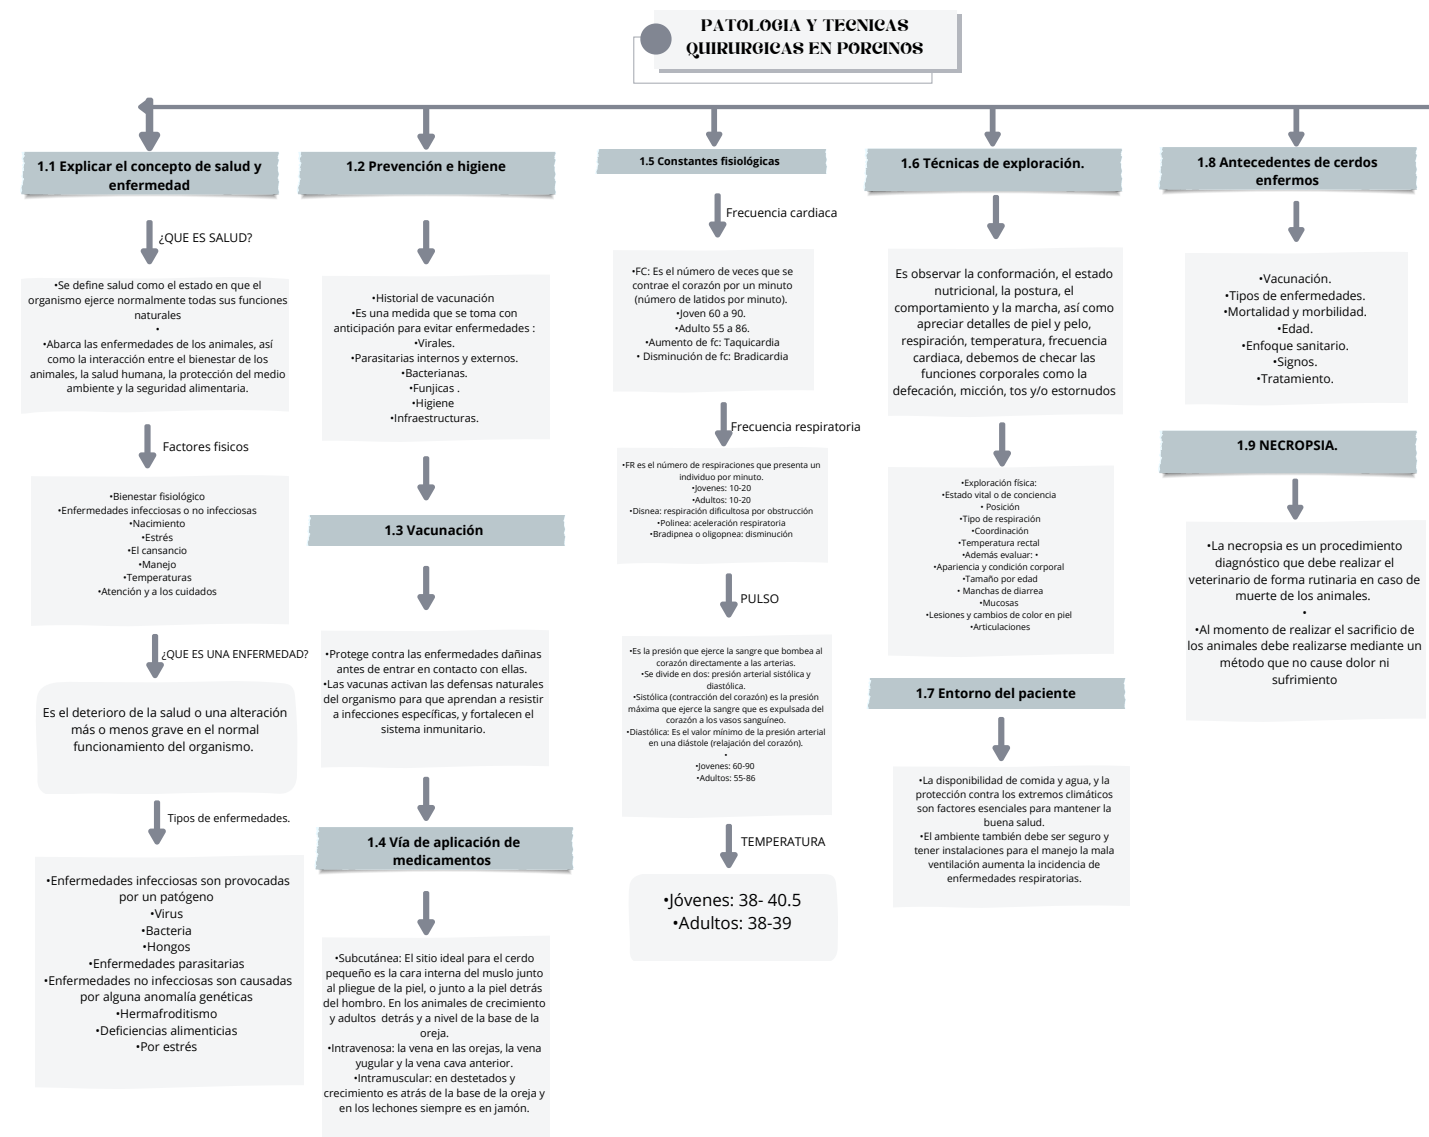 PATOLOGIA Y TECNICAS
QUIRURGICAS EN PORCINOS
1.1 Explicar el concepto de salud y
enfermedad
¿QUE ES SALUD?
•Se define salud como el estado en que el
organismo ejerce normalmente todas sus funciones
naturales
•
•Abarca las enfermedades de los animales, así
como la interacción entre el bienestar de los
animales, la salud humana, la protección del medio
ambiente y la seguridad alimentaria.
Factores fisicos
•Bienestar fisiológico
•Enfermedades infecciosas o no infecciosas
•Nacimiento
•Estrés
•El cansancio
•Manejo
•Temperaturas
•Atención y a los cuidados
¿QUE ES UNA ENFERMEDAD?
Es el deterioro de la salud o una alteración
más o menos grave en el normal
funcionamiento del organismo.
Tipos de enfermedades.
•Enfermedades infecciosas son provocadas
por un patógeno
•Virus
•Bacteria
•Hongos
•Enfermedades parasitarias
•Enfermedades no infecciosas son causadas
por alguna anomalía genéticas
•Hermafroditismo
•Deficiencias alimenticias
•Por estrés
1.2 Prevención e higiene
•Historial de vacunación
•Es una medida que se toma con
anticipación para evitar enfermedades :
•Virales.
•Parasitarias internos y externos.
•Bacterianas.
•Funjicas .
•Higiene
•Infraestructuras.
1.3 Vacunación
•Protege contra las enfermedades dañinas
antes de entrar en contacto con ellas.
•Las vacunas activan las defensas naturales
del organismo para que aprendan a resistir
a infecciones específicas, y fortalecen el
sistema inmunitario.
1.4 Vía de aplicación de
medicamentos
•Subcutánea: El sitio ideal para el cerdo
pequeño es la cara interna del muslo junto
al pliegue de la piel, o junto a la piel detrás
del hombro. En los animales de crecimiento
y adultos detrás y a nivel de la base de la
oreja.
•Intravenosa: la vena en las orejas, la vena
yugular y la vena cava anterior.
•Intramuscular: en destetados y
crecimiento es atrás de la base de la oreja y
en los lechones siempre es en jamón.
1.5 Constantes fisiológicas
Frecuencia cardiaca
•FC: Es el número de veces que se
contrae el corazón por un minuto
(número de latidos por minuto).
•Joven 60 a 90.
•Adulto 55 a 86.
•Aumento de fc: Taquicardia
• Disminución de fc: Bradicardia
Frecuencia respiratoria
•FR es el número de respiraciones que presenta un
individuo por minuto.
•Jovenes: 10-20
•Adultos: 10-20
•Disnea: respiración dificultosa por obstrucción
•Polinea: aceleración respiratoria
•Bradipnea o oligopnea: disminución
PULSO
•Es la presión que ejerce la sangre que bombea al
corazón directamente a las arterias.
•Se divide en dos: presión arterial sistólica y
diastólica.
•Sistólica (contracción del corazón) es la presión
máxima que ejerce la sangre que es expulsada del
corazón a los vasos sanguíneo.
•Diastólica: Es el valor mínimo de la presión arterial
en una diástole (relajación del corazón).
•
•Jovenes: 60-90
•Adultos: 55-86
TEMPERATURA
•Jóvenes: 38- 40.5
•Adultos: 38-39
1.6 Técnicas de exploración.
Es observar la conformación, el estado
nutricional, la postura, el
comportamiento y la marcha, así como
apreciar detalles de piel y pelo,
respiración, temperatura, frecuencia
cardiaca, debemos de checar las
funciones corporales como la
defecación, micción, tos y/o estornudos
•Exploración física:
•Estado vital o de conciencia
• Posición
•Tipo de respiración
•Coordinación
•Temperatura rectal
•Además evaluar: •
•Apariencia y condición corporal
•Tamaño por edad
• Manchas de diarrea
•Mucosas
•Lesiones y cambios de color en piel
•Articulaciones
1.7 Entorno del paciente
•La disponibilidad de comida y agua, y la
protección contra los extremos climáticos
son factores esenciales para mantener la
buena salud.
•El ambiente también debe ser seguro y
tener instalaciones para el manejo la mala
ventilación aumenta la incidencia de
enfermedades respiratorias.
1.8 Antecedentes de cerdos
enfermos
•Vacunación.
•Tipos de enfermedades.
•Mortalidad y morbilidad.
•Edad.
•Enfoque sanitario.
•Signos.
•Tratamiento.
1.9 NECROPSIA.
•La necropsia es un procedimiento
diagnóstico que debe realizar el
veterinario de forma rutinaria en caso de
muerte de los animales.
•
•Al momento de realizar el sacrificio de
los animales debe realizarse mediante un
método que no cause dolor ni
sufrimiento